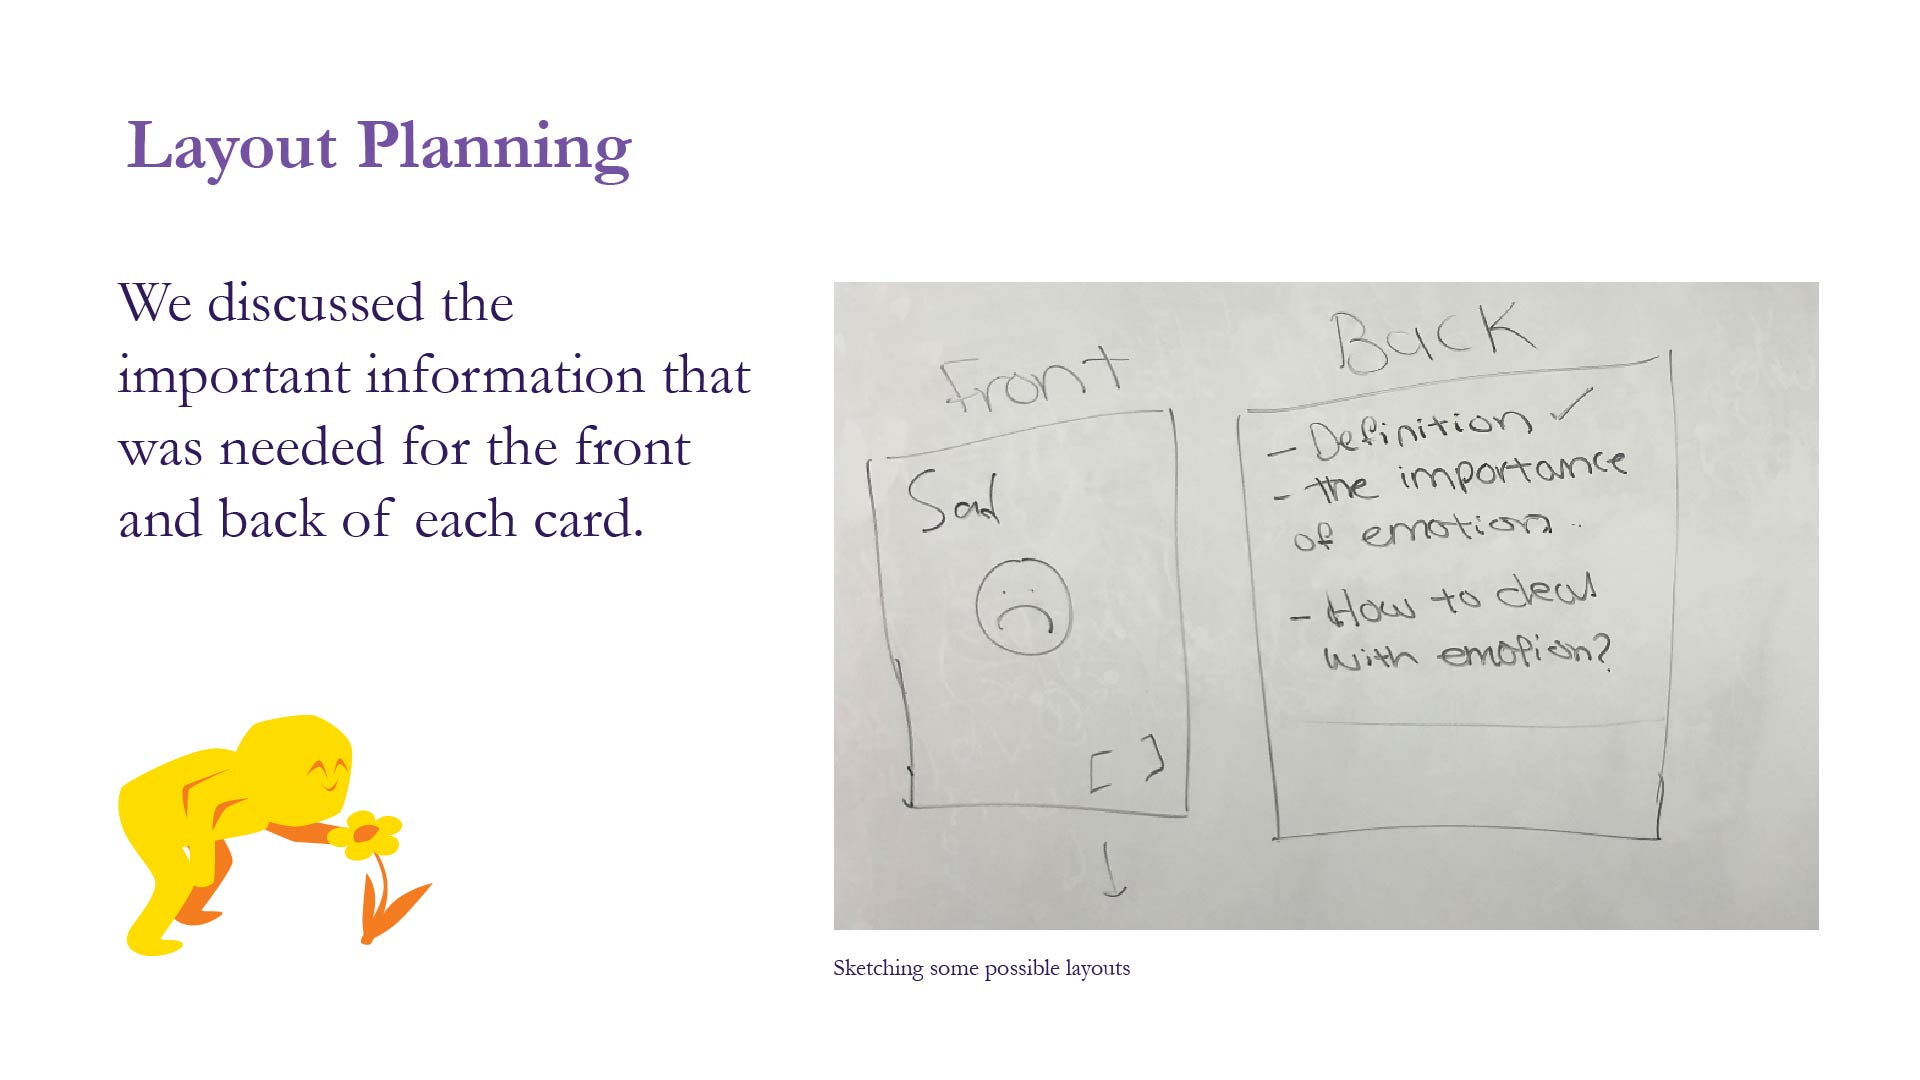 Layout Planning
We discussed the
important information that
was needed for the front
and back of each card.
Front
Sad
[ ]
Back
- Definition ✓
- the importance
of emotion
- How to deal
with emotion?
Sketching some possible layouts